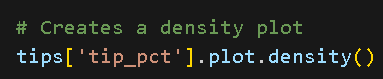 # Creates a density plot
tips['tip_pct'].plot.density()